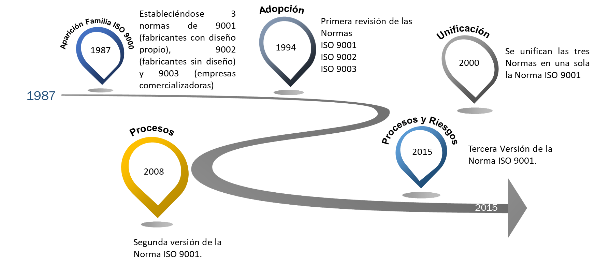 Aparición Familia ISO 9000
1987
Estableciéndose 3
normas de 9001
(fabricantes con diseño
propio), 9002
(fabricantes sin diseño)
y 9003 (empresas
comercializadoras)
Adopción
1994
Primera revisión de las
Normas
ISO 9001
ISO 9002
ISO 9003
Unificación
2000
Se unifican las tres
Normas en una sola
la Norma ISO 9001
1987
Procesos
2008
Segunda versión de la
Norma ISO 9001.
Procesos y Riesgos
2015
Tercera Versión de la
Norma ISO 9001.
2015